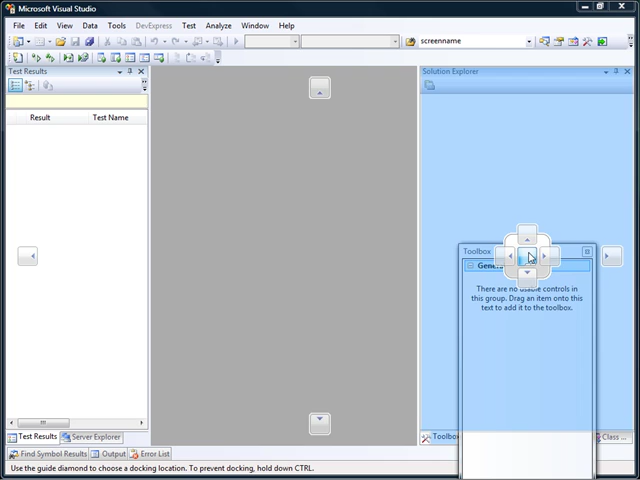 Microsoft Visual Studio
File Edit View Data Tools DevExpress Test Analyze Window Help
screenname
Test Results
Solution Explorer
Result Test Name
Toolbox
There are no usable controls in
this group. Drag an item onto this
text to add it to the toolbox.
Test Results Server Explorer
Toolbox
Class ...
Find Symbol Results Output Error List
Use the guide diamond to choose a docking location. To prevent docking, hold down CTRL.